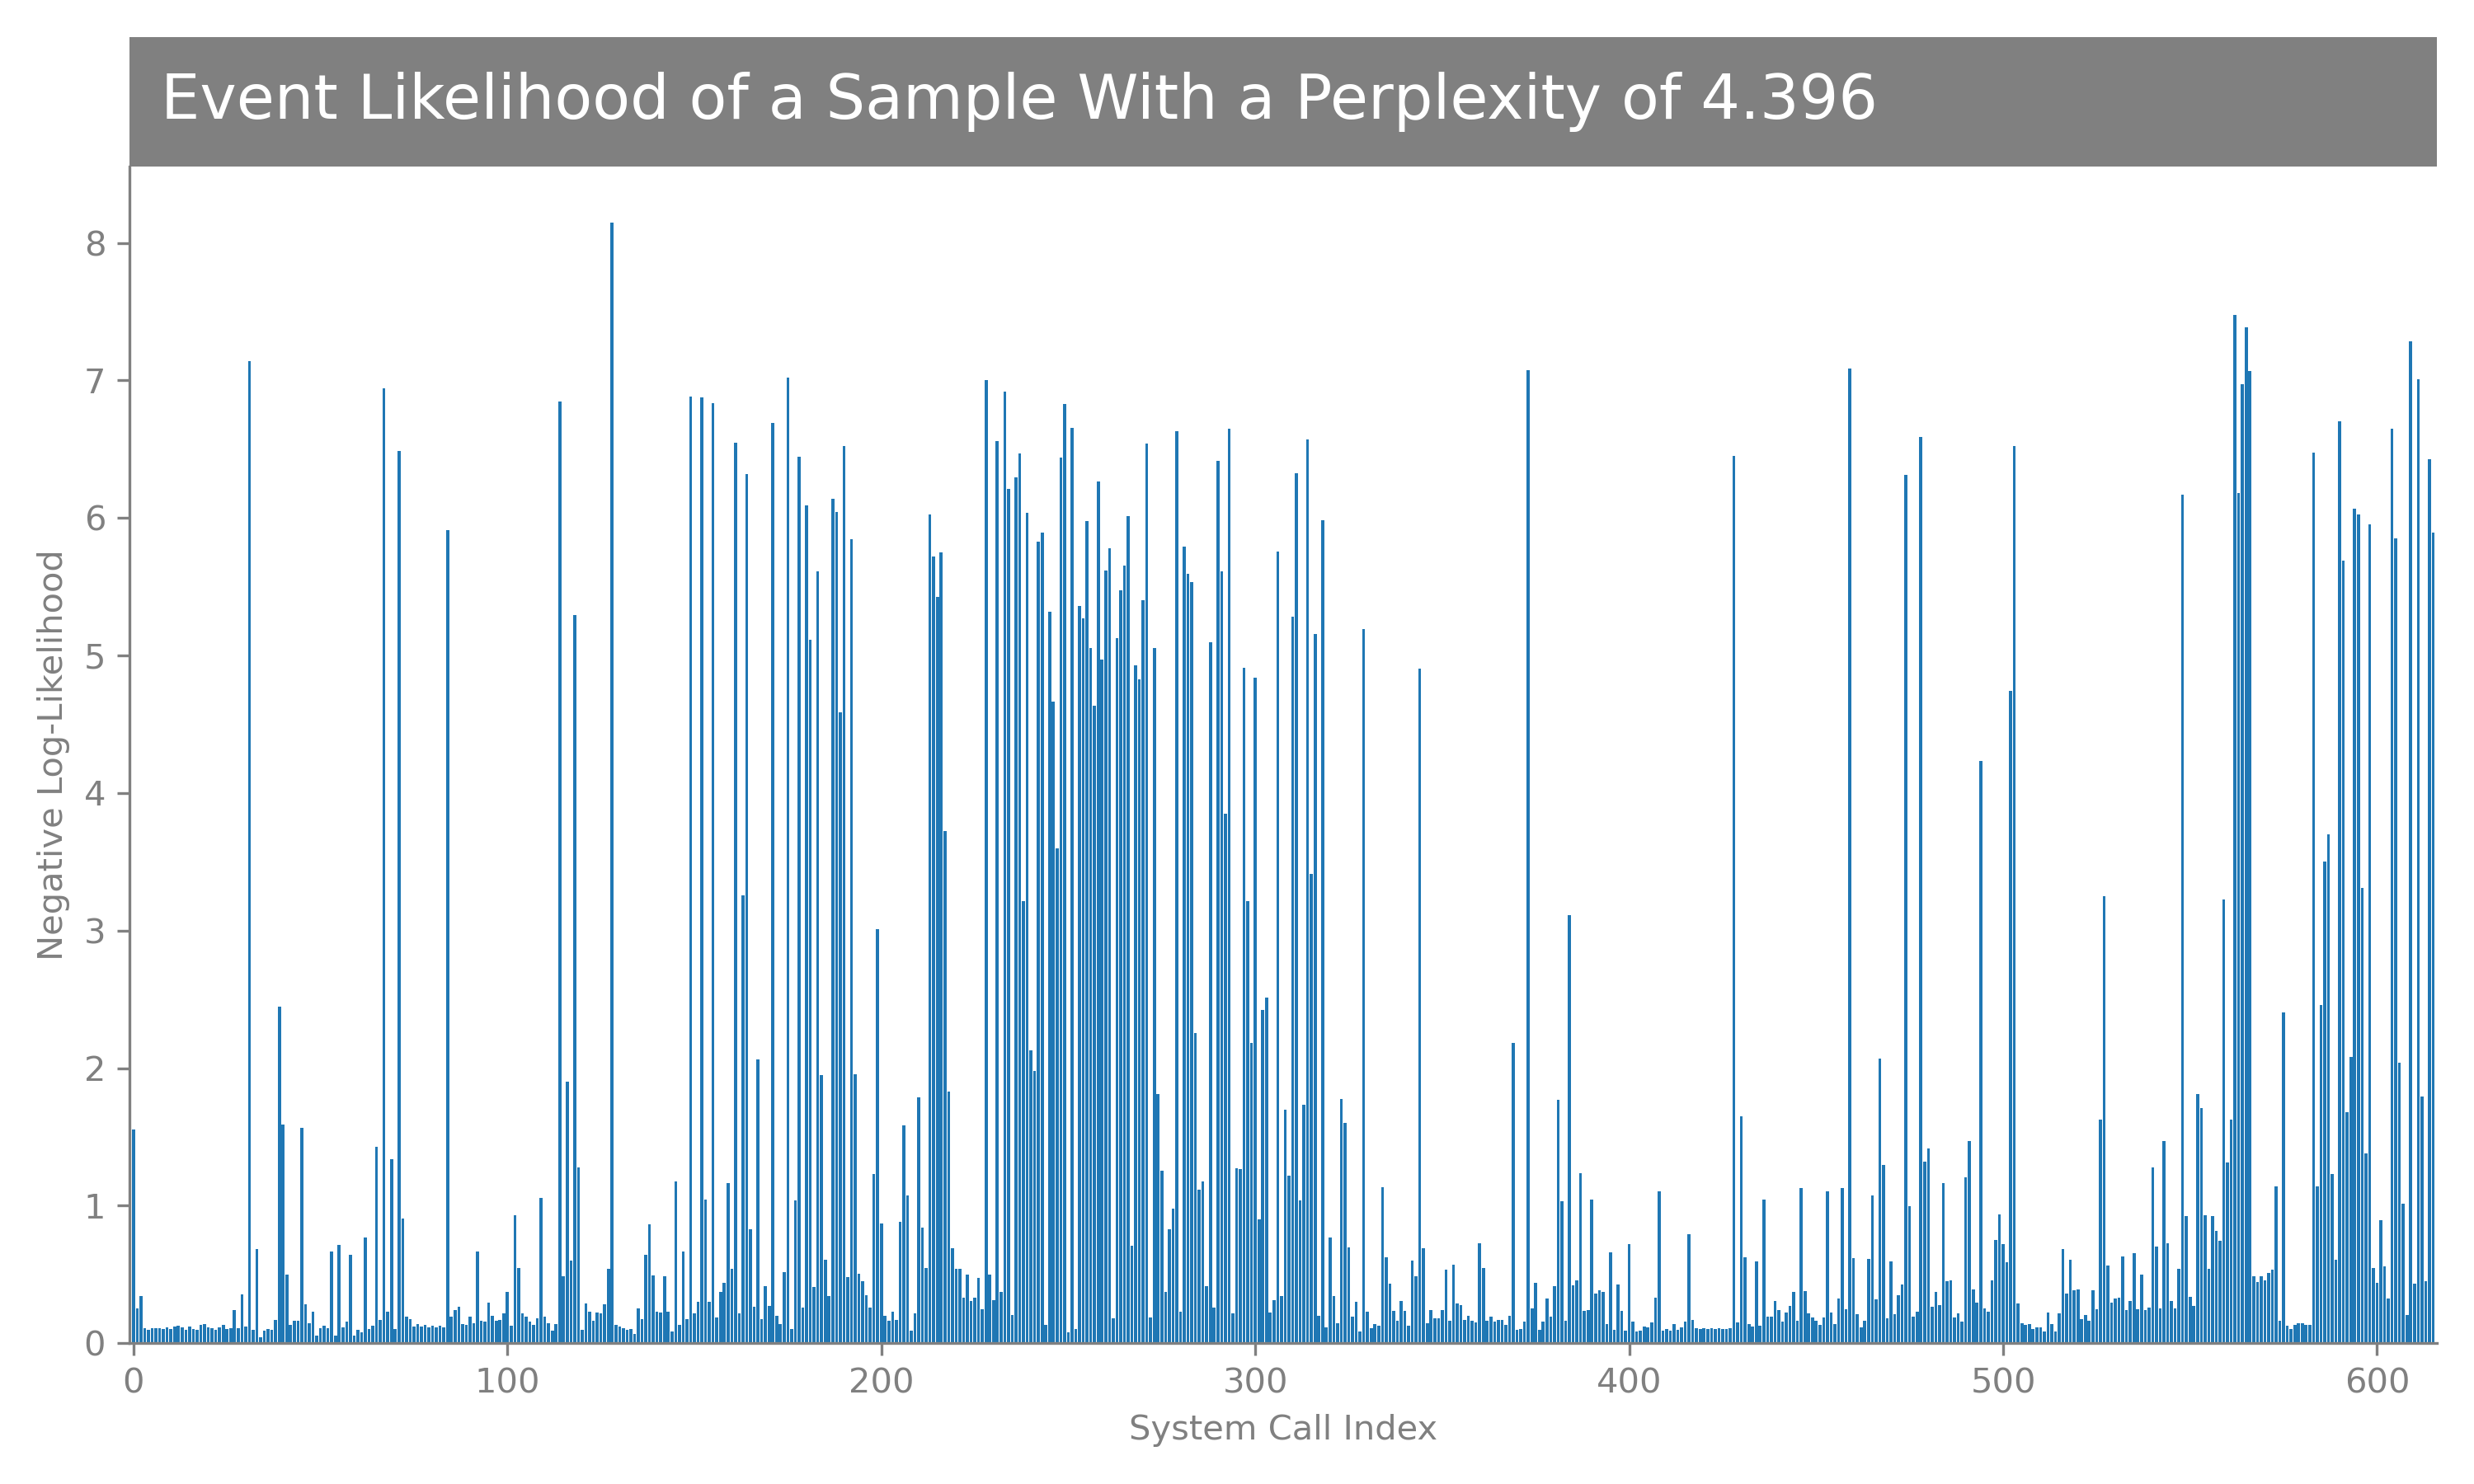 Event Likelihood of a Sample With a Perplexity of 4.396
8
7
6
5
4
3
2
1
0
Negative Log-Likelihood
0 100 200 300 400 500 600
System Call Index